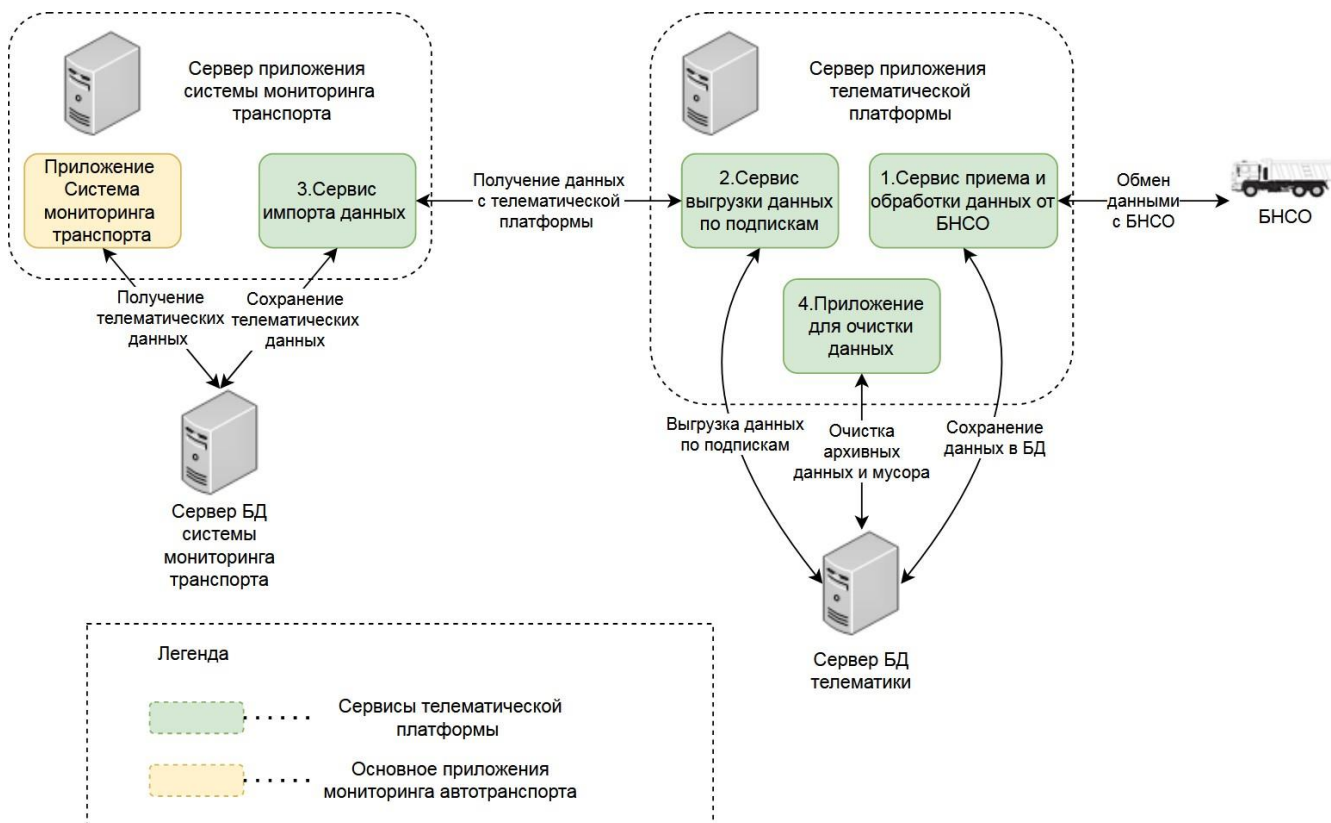 Сервер приложения
системы мониторинга
транспорта
Приложение
Система
мониторинга
транспорта
3.Сервис
импорта данных
Получение данных
с телематической
платформы
Сервер приложения
телематической
платформы
2.Сервис
выгрузки данных
по подпискам
1.Сервис приема и
обработки данных от
БНСО
Обмен
данными
с БНСО
БНСО
4.Приложение
для очистки
данных
Получение
телематических
данных
Сохранение
телематических
данных
Сервер БД
системы
мониторинга
транспорта
Выгрузка данных
по подпискам
Очистка
архивных
данных и мусора
Сохранение
данных в БД
Сервер БД
телематики
Легенда
Сервисы телематической
платформы
Основное приложения
мониторинга автотранспорта